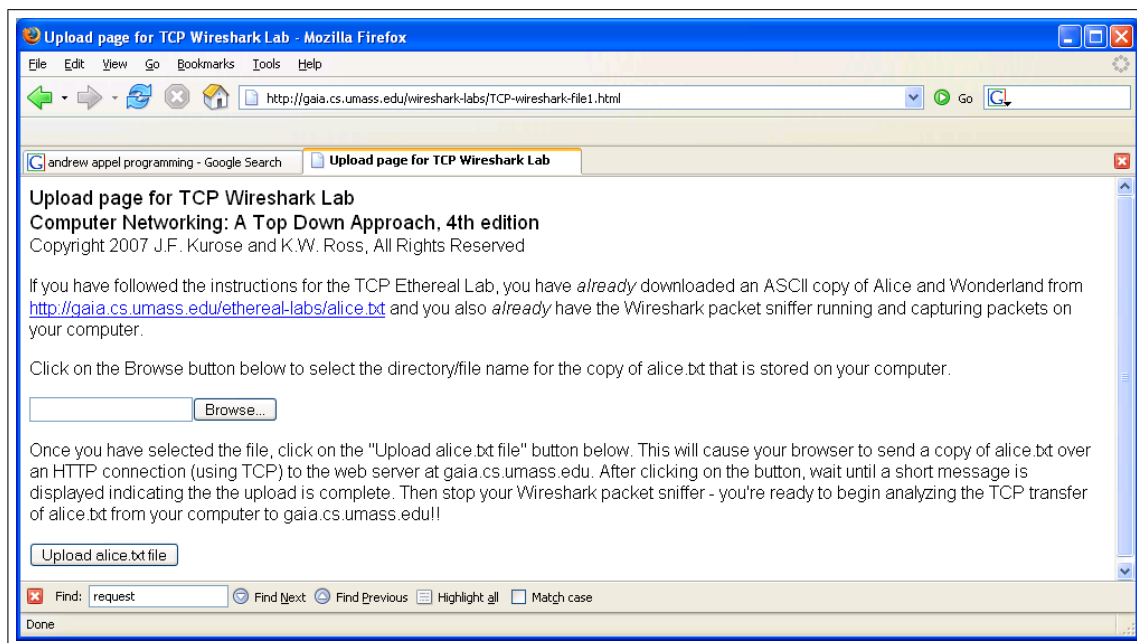 Upload page for TCP Wireshark Lab - Mozilla Firefox
File Edit View Go Bookmarks Tools Help
http://gaia.cs.umass.edu/wireshark-labs/TCP-wireshark-file1.html Go G
G andrew appel programming - Google Search Upload page for TCP Wireshark Lab
Upload page for TCP Wireshark Lab
Computer Networking: A Top Down Approach, 4th edition
Copyright 2007 J.F. Kurose and K.W. Ross, All Rights Reserved
If you have followed the instructions for the TCP Ethereal Lab, you have already downloaded an ASCII copy of Alice and Wonderland from
http://gaia.cs.umass.edu/ethereal-labs/alice.txt and you also already have the Wireshark packet sniffer running and capturing packets on
your computer.
Click on the Browse button below to select the directory/file name for the copy of alice.txt that is stored on your computer.
Browse...
Once you have selected the file, click on the "Upload alice.txt file" button below. This will cause your browser to send a copy of alice.txt over
an HTTP connection (using TCP) to the web server at gaia.cs.umass.edu. After clicking on the button, wait until a short message is
displayed indicating the the upload is complete. Then stop your Wireshark packet sniffer - you're ready to begin analyzing the TCP transfer
of alice.txt from your computer to gaia.cs.umass.edu!!
Upload alice.txt file
Find: request Find Next Find Previous Highlight all Match case
Done